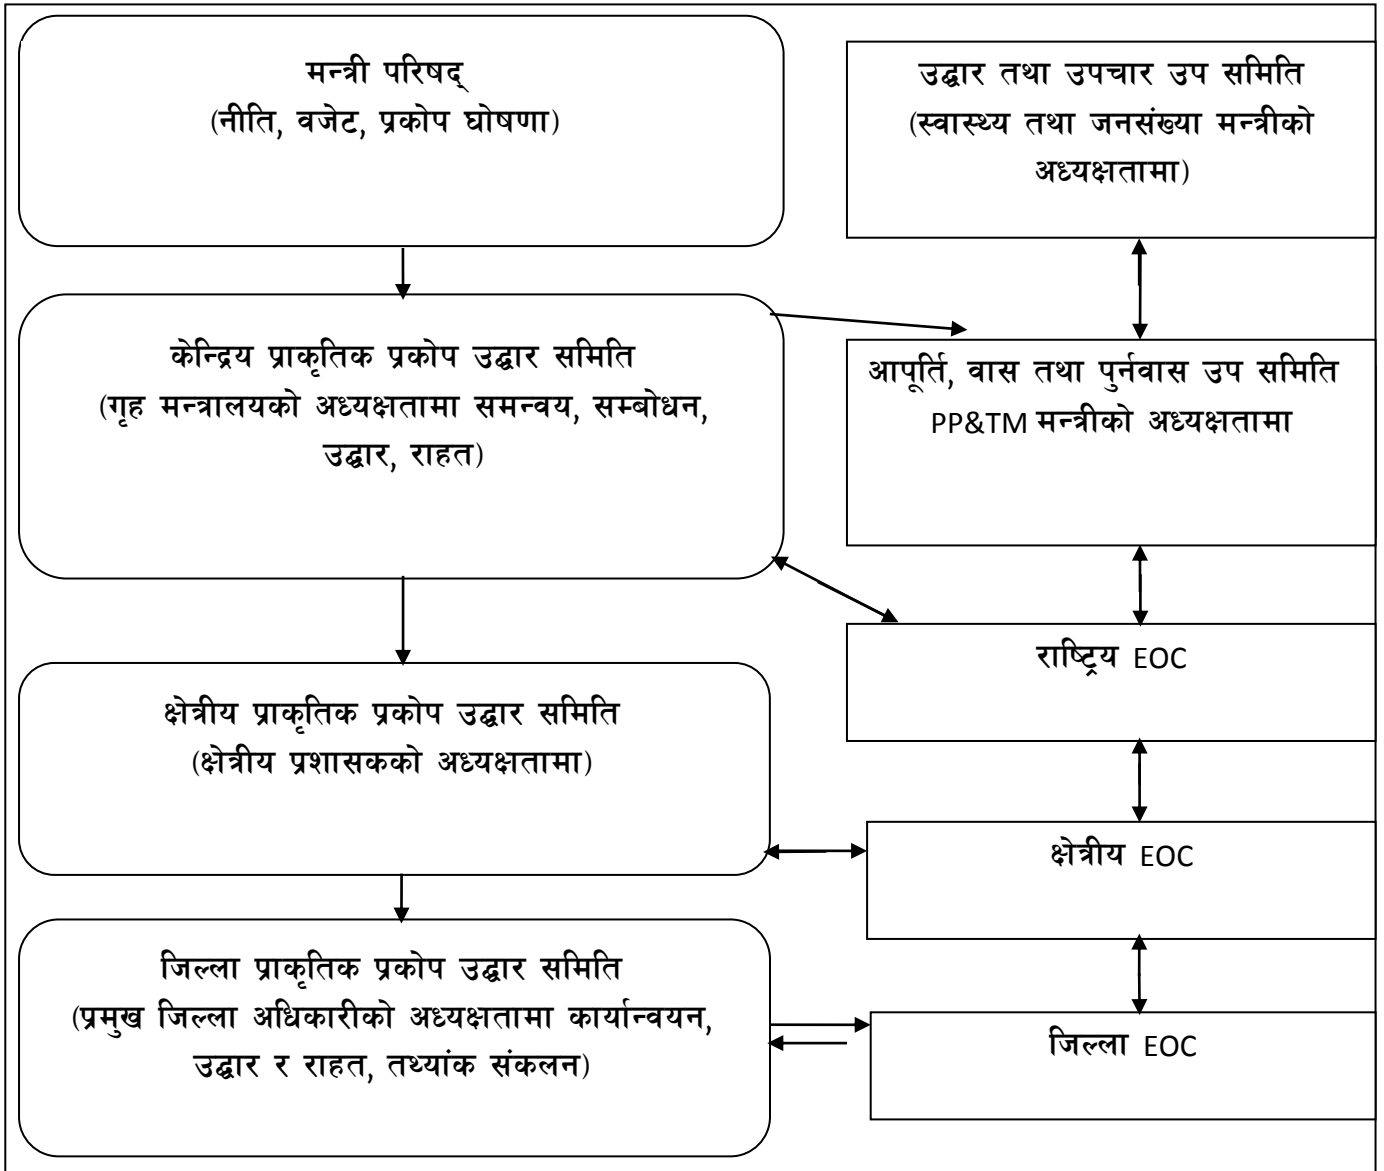 मन्त्री परिषद्
(नीति, वजेट, प्रकोप घोषणा)
उद्धार तथा उपचार उप समिति
(स्वास्थ्य तथा जनसंख्या मन्त्रीको
अध्यक्षतामा)
केन्द्रिय प्राकृतिक प्रकोप उद्धार समिति
(गृह मन्त्रालयको अध्यक्षतामा समन्वय, सम्बोधन,
उद्धार, राहत)
आपूर्ति, वास तथा पुर्नवास उप समिति
PP&TM मन्त्रीको अध्यक्षतामा
राष्ट्रिय EOC
क्षेत्रीय प्राकृतिक प्रकोप उद्धार समिति
(क्षेत्रीय प्रशासकको अध्यक्षतामा)
क्षेत्रीय EOC
जिल्ला प्राकृतिक प्रकोप उद्धार समिति
(प्रमुख जिल्ला अधिकारीको अध्यक्षतामा कार्यान्वयन,
उद्धार र राहत, तथ्यांक संकलन)
जिल्ला EOC